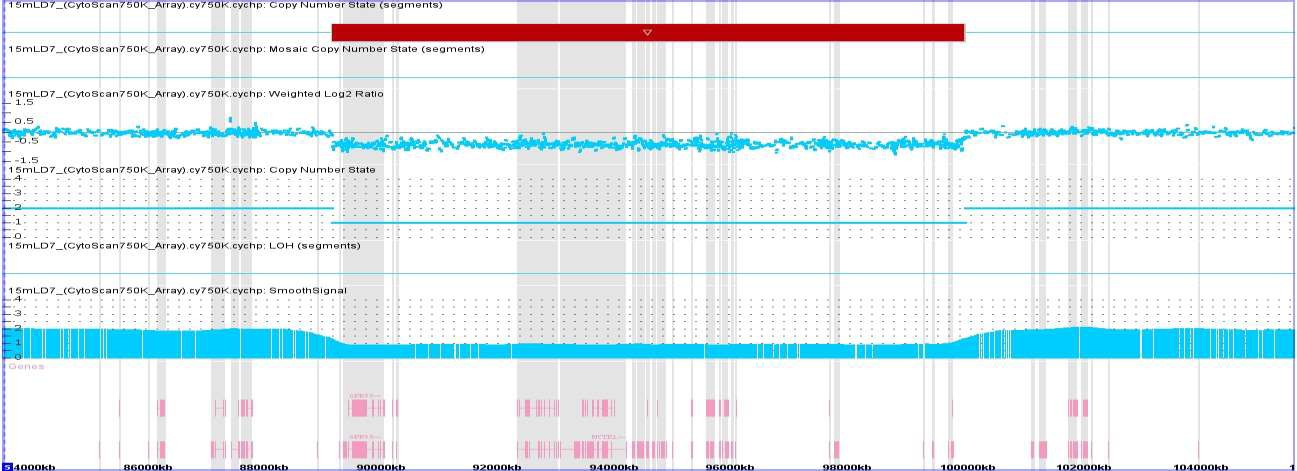 15mLD7_(CytoScan750K_Array).cy750K.cychp: Copy Number State (segments)
15mLD7_(CytoScan750K_Array).cy750K.cychp: Mosaic Copy Number State (segments)
15mLD7_(CytoScan750K_Array).cy750K.cychp: Weighted Log2 Ratio
1.5
0.5
-0.5
-1.5
15mLD7_(CytoScan750K_Array).cy750K.cychp: Copy Number State
4
3
2
1
0
15mLD7_(CytoScan750K_Array).cy750K.cychp: LOH (segments)
15mLD7_(CytoScan750K_Array).cy750K.cychp: SmoothSignal
4
3
2
1
0
Genes
5 4000kb 86000kb 88000kb 90000kb 92000kb 94000kb 96000kb 98000kb 100000kb 102000kb 104000kb